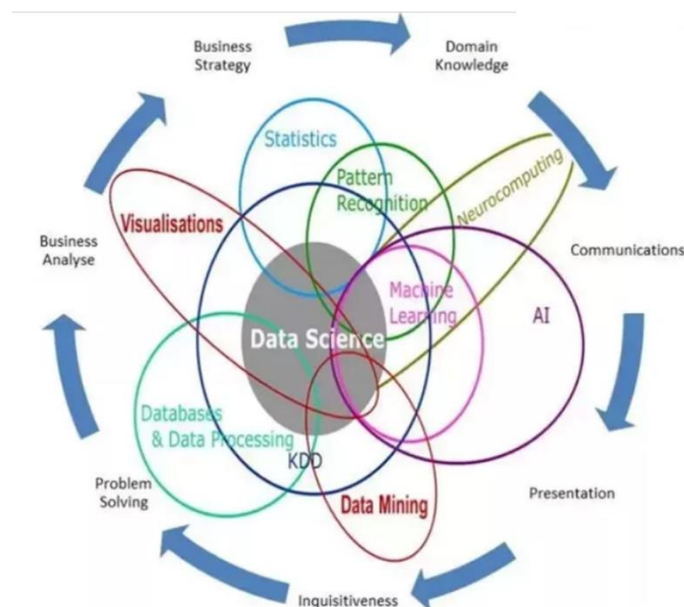 Business
Strategy
Domain
Knowledge
Statistics
Pattern
Recognition
Neurocomputing
Visualisations
Business
Analyse
Communications
Machine
Learning
AI
Data Science
Databases
& Data Processing
KDD
Problem
Solving
Data Mining
Presentation
Inquisitiveness